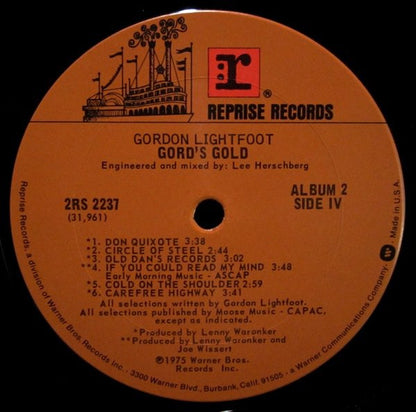 r®
REPRISE RECORDS
GORDON LIGHTFOOT
GORD'S GOLD
Engineered and mixed by: Lee Herschberg
2RS 2237
(31,961)
ALBUM 2
SIDE IV
*1. DON QUIXOTE 3:38
*2. CIRCLE OF STEEL 2:44
*3. OLD DAN'S RECORDS 3:02
**4. IF YOU COULD READ MY MIND 3:48
Early Morning Music - ASCAP
*5. COLD ON THE SHOULDER 2:59
*6. CAREFREE HIGHWAY 3:41
All selections written by Gordon Lightfoot.
All selections published by Moose Music - CAPAC,
except as indicated.
*Produced by Lenny Waronker
**Produced by Lenny Waronker and
Joe Wissert
℗©1975 Warner Bros.
Records Inc.
Reprise Records, a division of Warner Bros. Records Inc. · 3300 Warner Blvd., Burbank, Calif. 91505 · a Warner Communications Company.
Made in U.S.A.